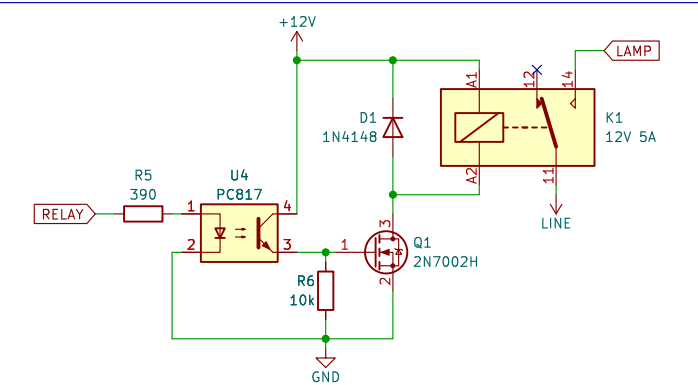 +12V
LAMP
A1
12
14
D1
1N4148
K1
12V 5A
R5
390
U4
PC817
A2
11
RELAY
1
4
LINE
2
3
3
1
Q1
2N7002H
R6
10k
2
GND